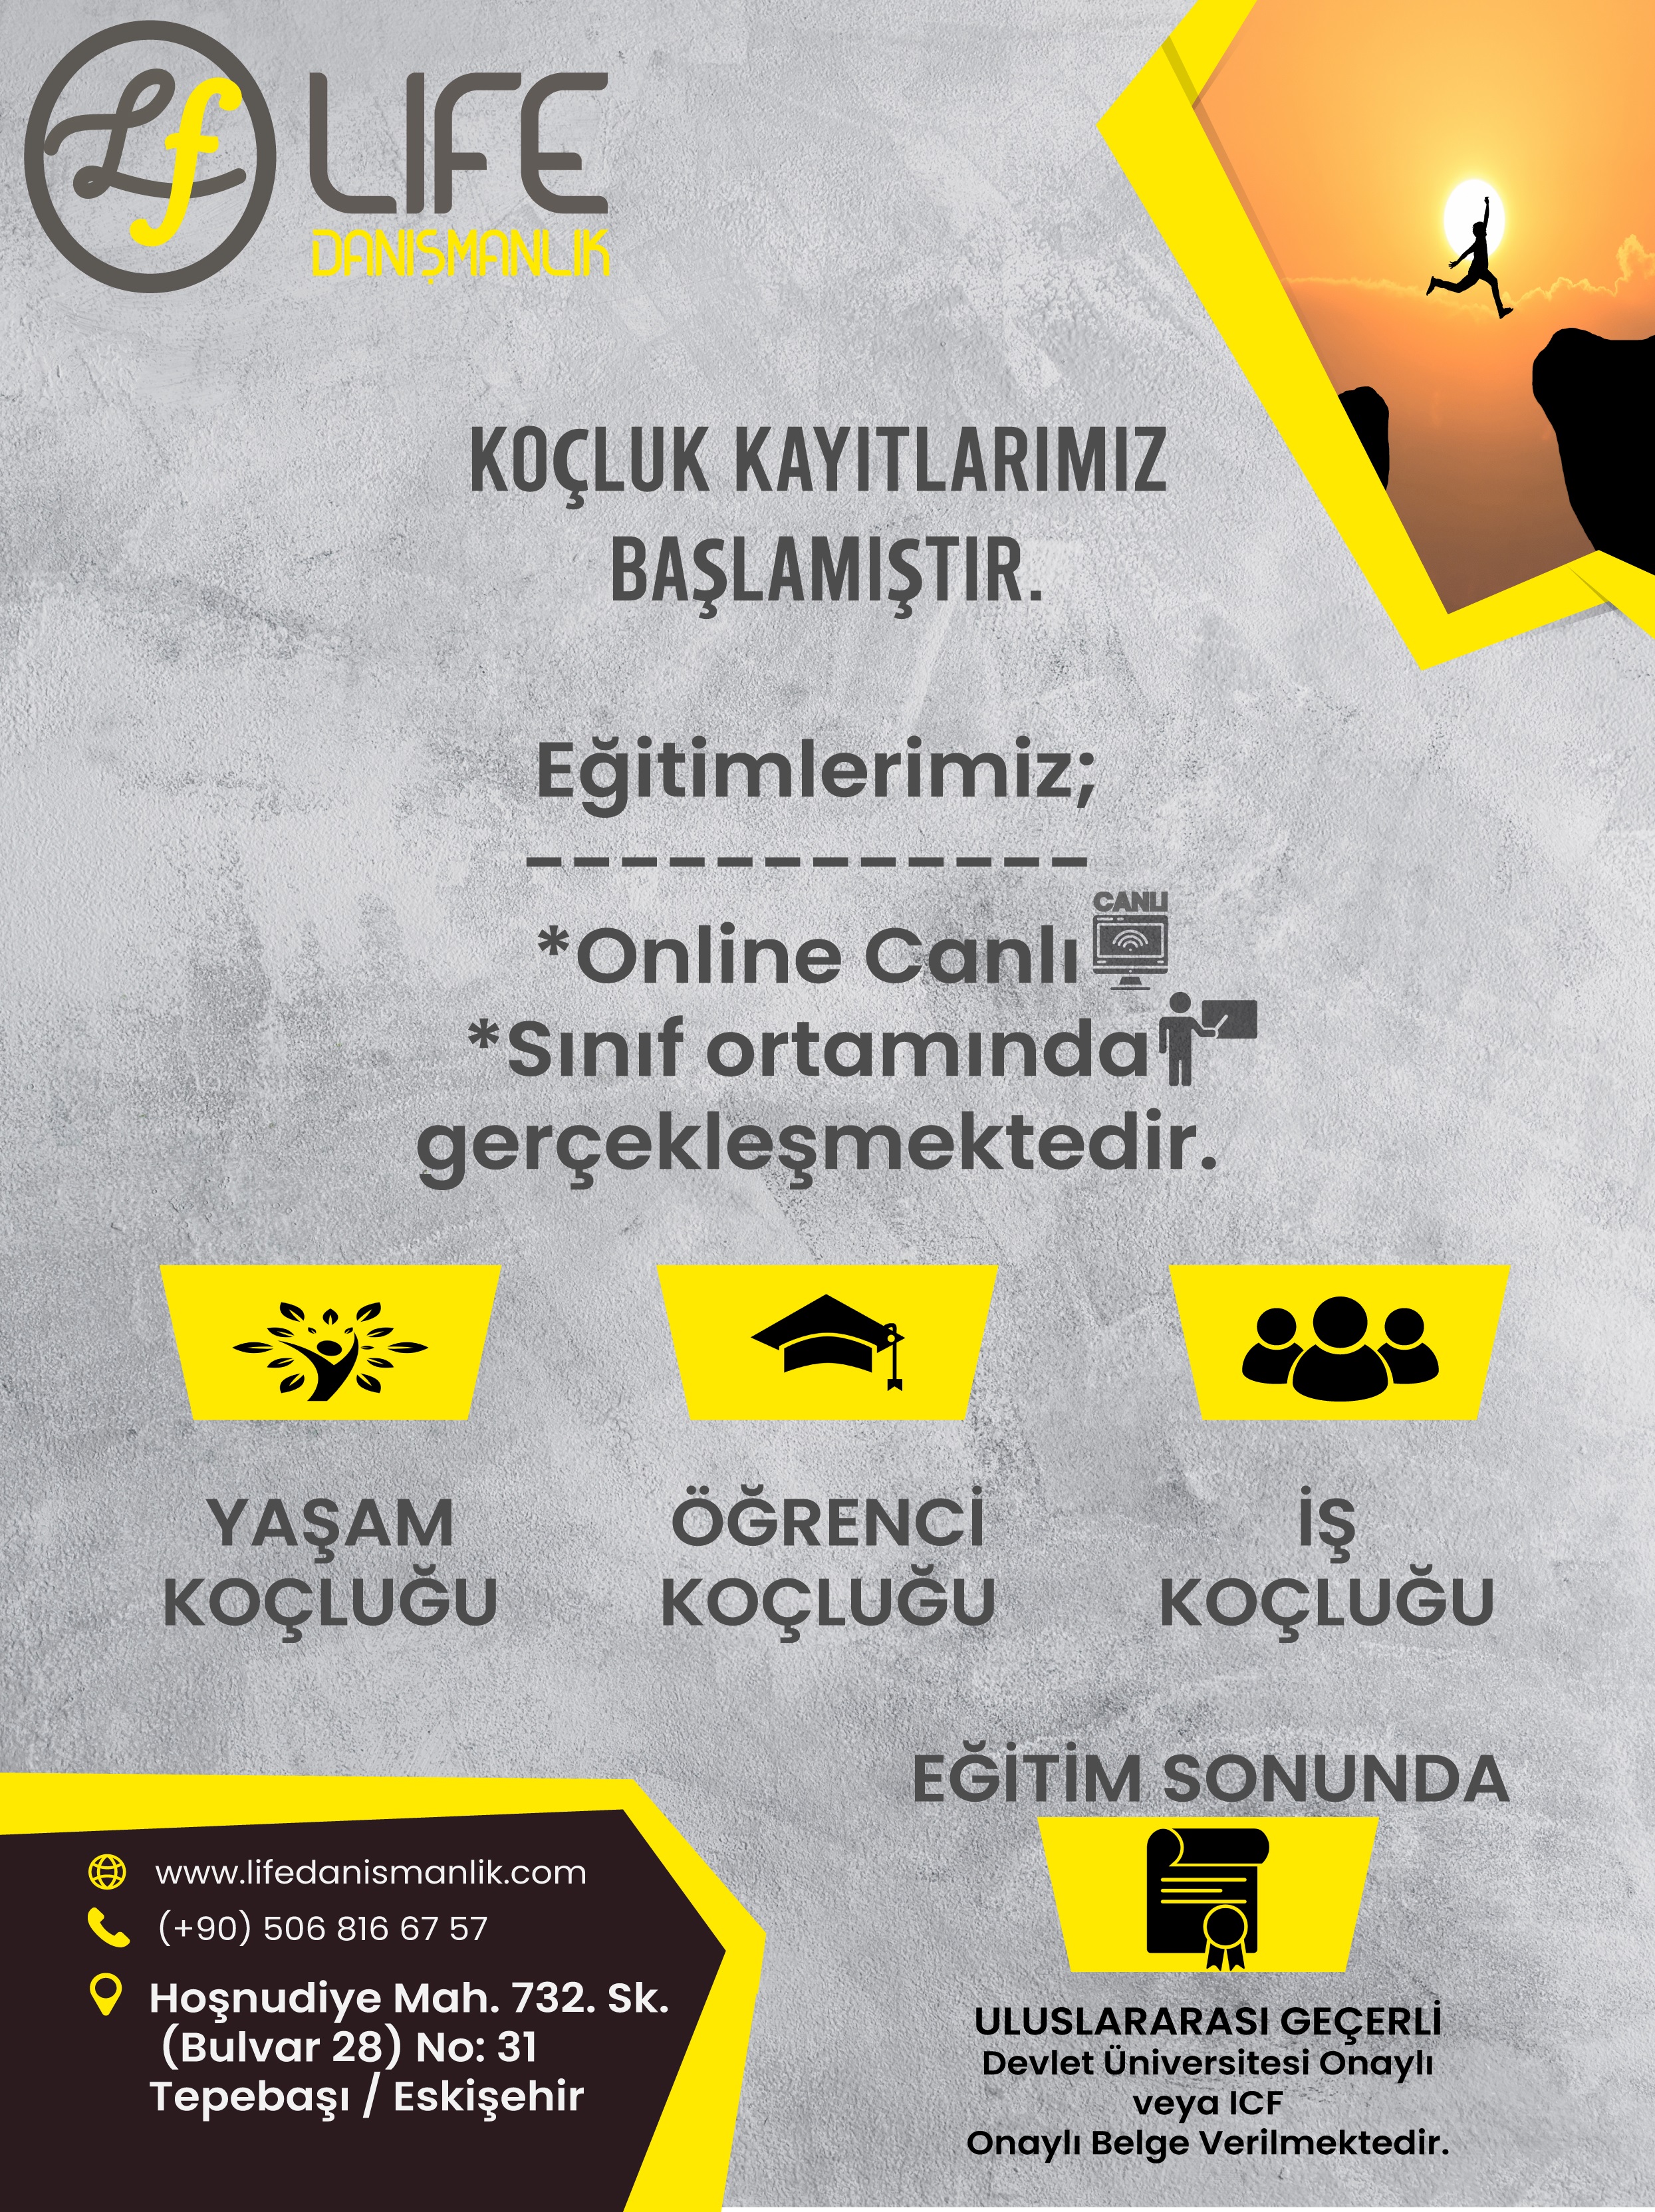 Lf
LIFE
DANIŞMANLIK
KOÇLUK KAYITLARIMIZ
BAŞLAMIŞTIR.
Eğitimlerimiz;
------------
CANLI
*Online Canlı
*Sınıf ortamında
gerçekleşmektedir.
YAŞAM
KOÇLUĞU
ÖĞRENCİ
KOÇLUĞU
İŞ
KOÇLUĞU
EĞİTİM SONUNDA
ULUSLARARASI GEÇERLİ
Devlet Üniversitesi Onaylı
veya ICF
Onaylı Belge Verilmektedir.
www.lifedanismanlik.com
(+90) 506 816 67 57
Hoşnudiye Mah. 732. Sk.
(Bulvar 28) No: 31
Tepebaşı / Eskişehir